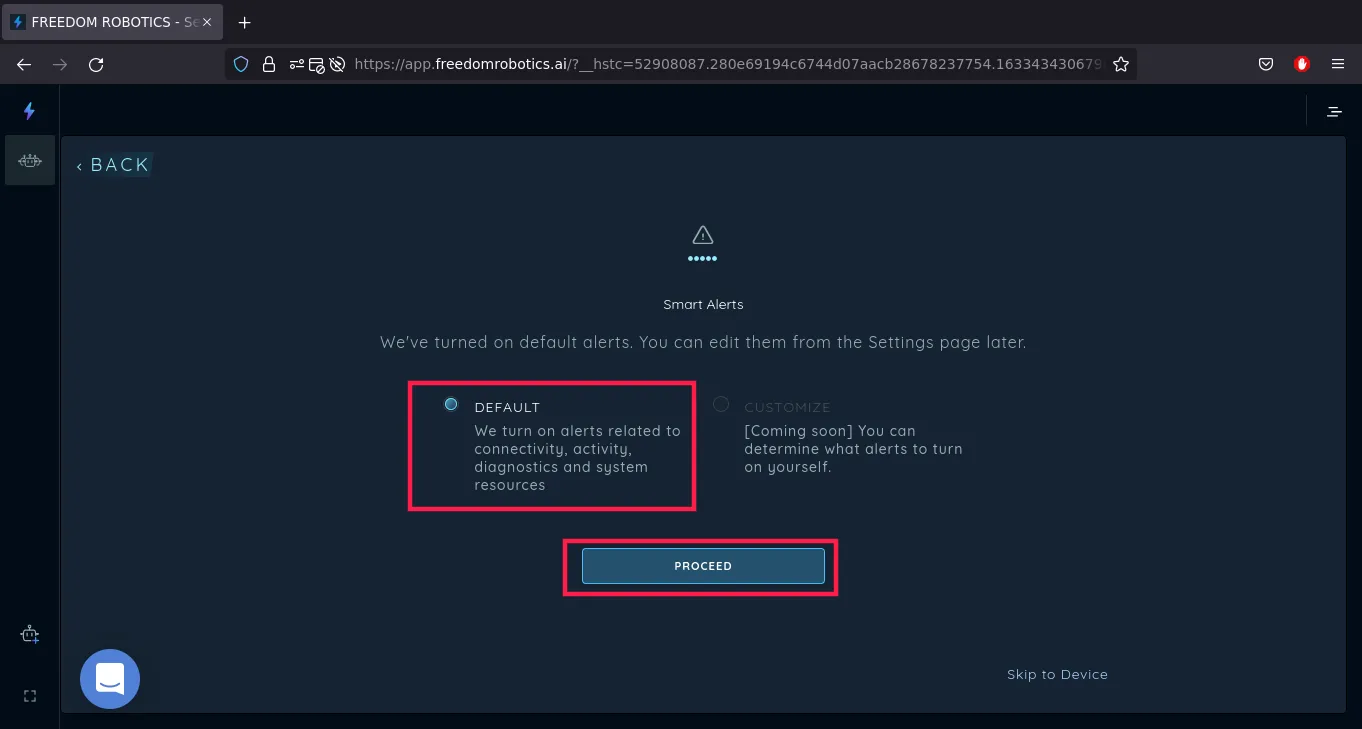 FREEDOM ROBOTICS - Se
https://app.freedomrobotics.ai/?__hstc=52908087.280e69194c6744d07aacb28678237754.163343430679
‹ BACK
Smart Alerts
We've turned on default alerts. You can edit them from the Settings page later.
DEFAULT
We turn on alerts related to
connectivity, activity,
diagnostics and system
resources
CUSTOMIZE
[Coming soon] You can
determine what alerts to turn
on yourself.
PROCEED
Skip to Device